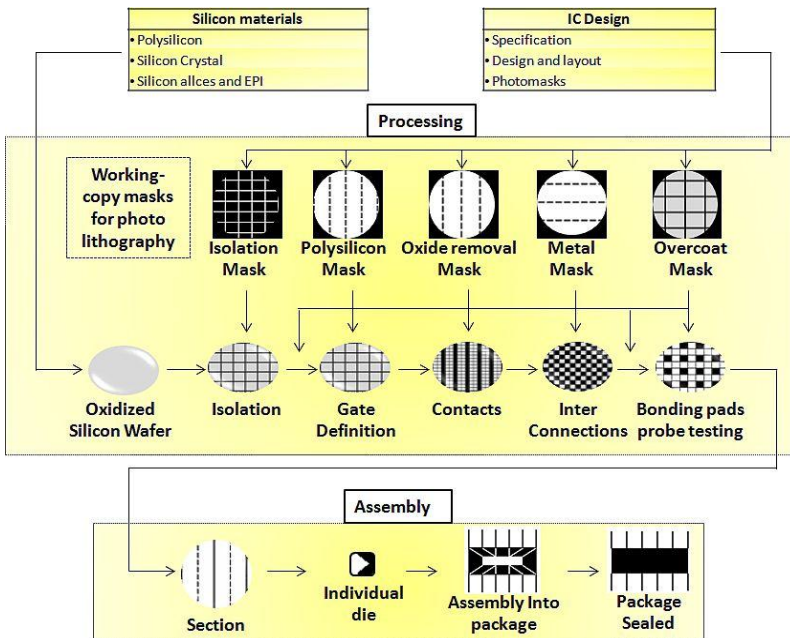 Silicon materials
• Polysilicon
• Silicon Crystal
• Silicon allces and EPI
IC Design
• Specification
• Design and layout
• Photomasks
Processing
Working-
copy masks
for photo
lithography
Isolation
Mask
Polysilicon
Mask
Oxide removal
Mask
Metal
Mask
Overcoat
Mask
Oxidized
Silicon Wafer
Isolation
Gate
Definition
Contacts
Inter
Connections
Bonding pads
probe testing
Assembly
Section
Individual
die
Assembly Into
package
Package
Sealed